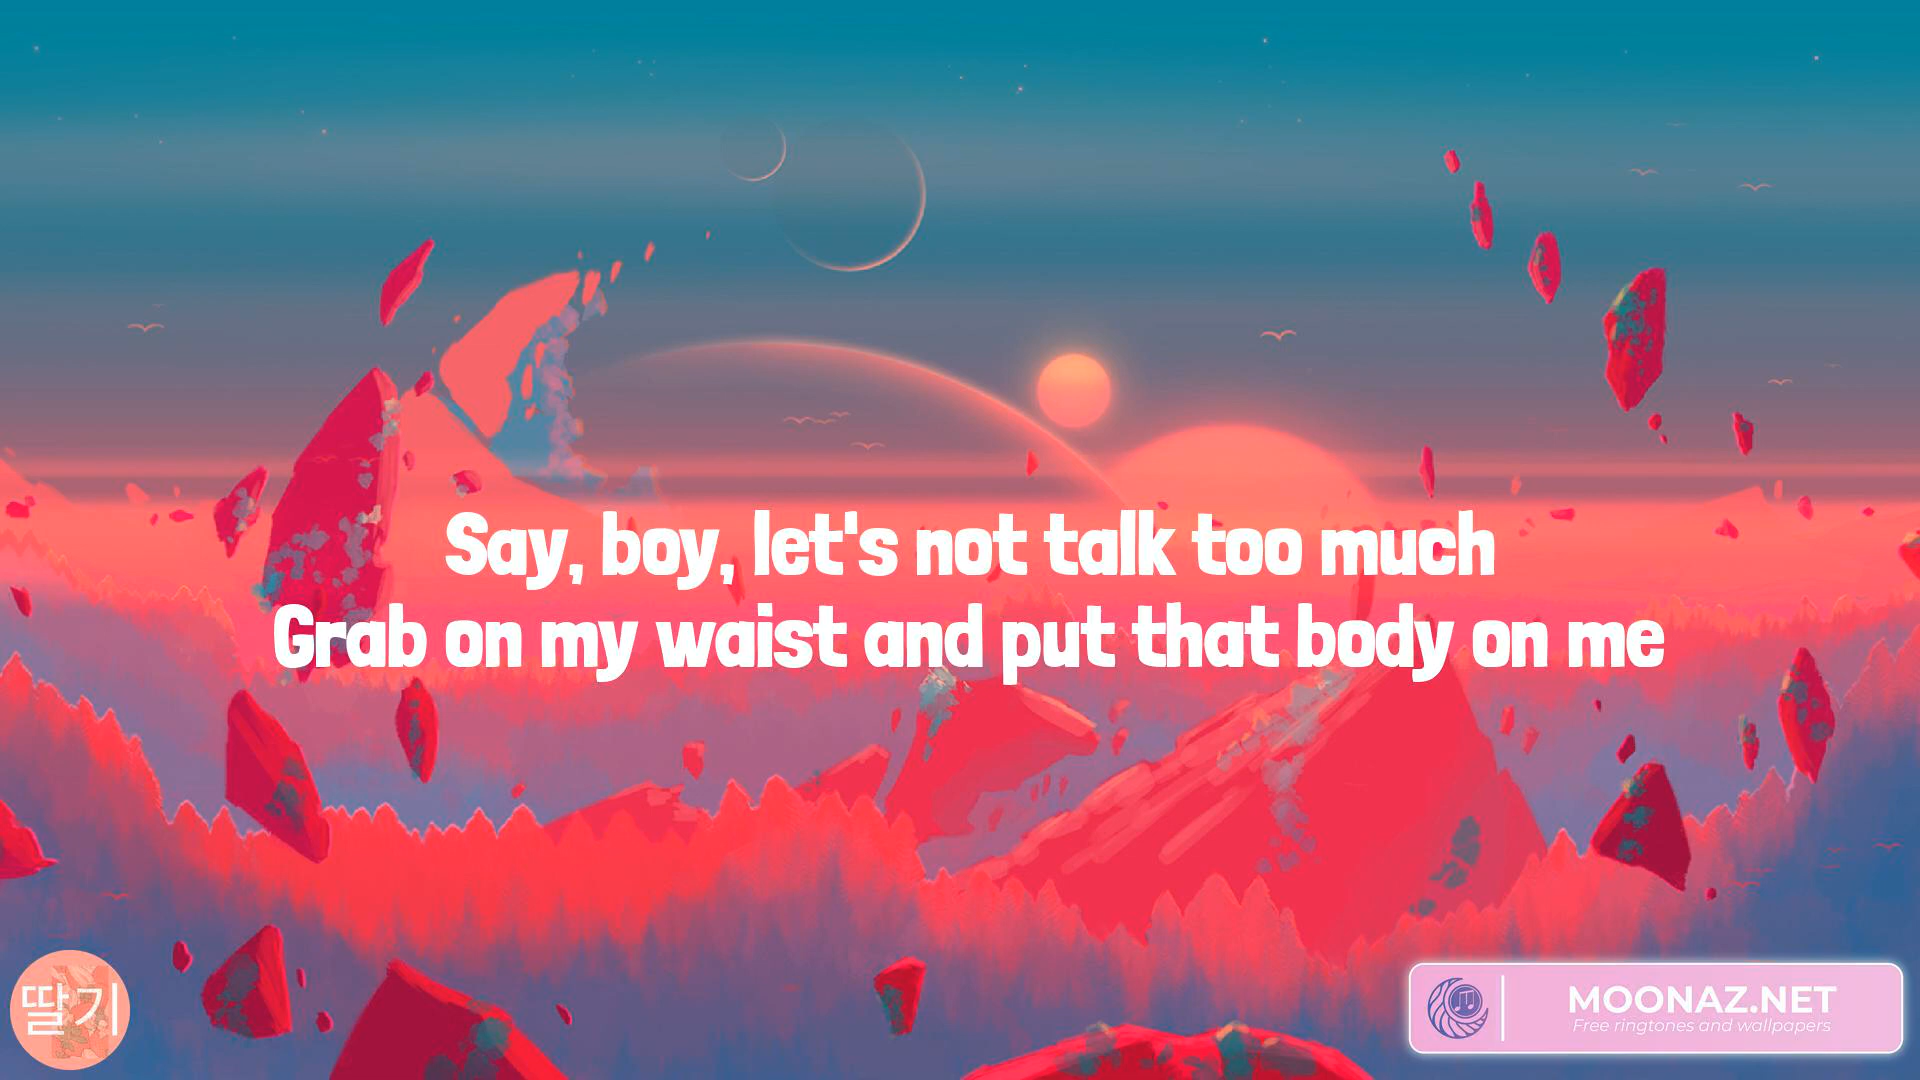 Say, boy, let's not talk too much
Grab on my waist and put that body on me
딸기
MOONAZ.NET
Free ringtones and wallpapers